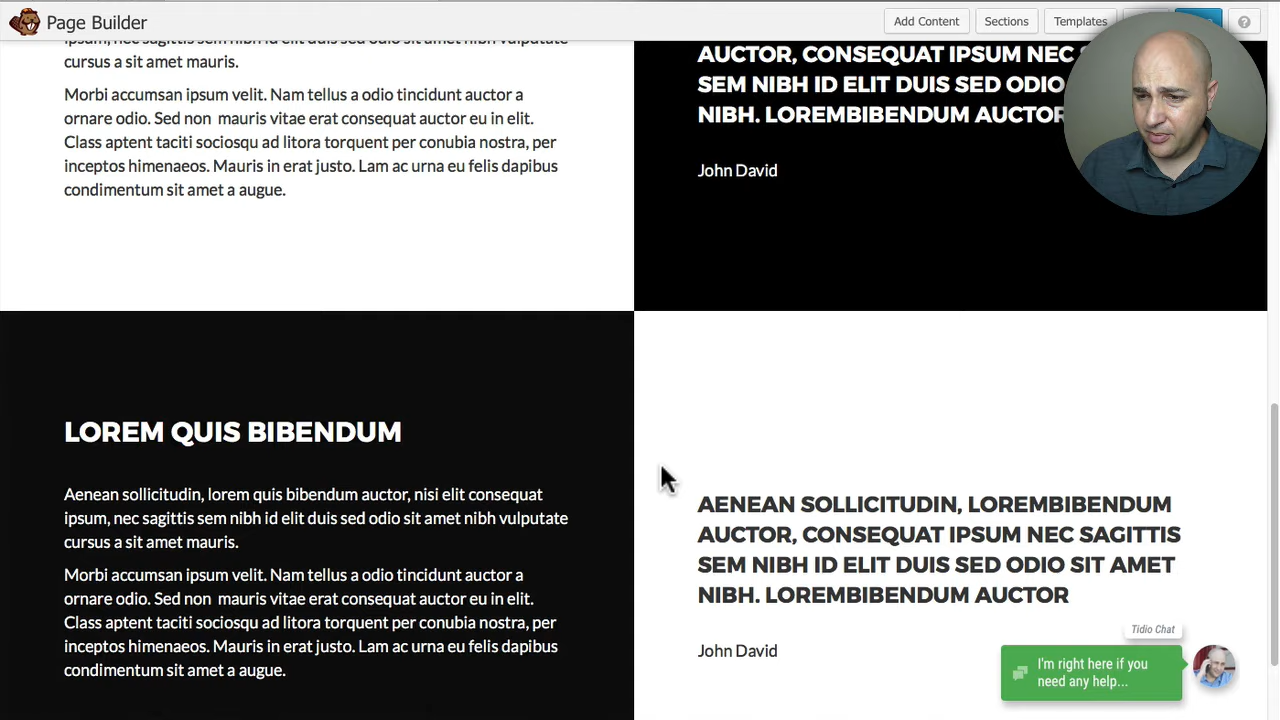 Page Builder
Add Content
Sections
Templates
ipsum, nec sagittis sem nibh id elit duis sed odio sit amet nibh vulputate
cursus a sit amet mauris.
Morbi accumsan ipsum velit. Nam tellus a odio tincidunt auctor a
ornare odio. Sed non mauris vitae erat consequat auctor eu in elit.
Class aptent taciti sociosqu ad litora torquent per conubia nostra, per
inceptos himenaeos. Mauris in erat justo. Lam ac urna eu felis dapibus
condimentum sit amet a augue.
AUCTOR, CONSEQUAT IPSUM NEC
SEM NIBH ID ELIT DUIS SED ODIO
NIBH. LOREMBIBENDUM AUCTOR
John David
LOREM QUIS BIBENDUM
Aenean sollicitudin, lorem quis bibendum auctor, nisi elit consequat
ipsum, nec sagittis sem nibh id elit duis sed odio sit amet nibh vulputate
cursus a sit amet mauris.
Morbi accumsan ipsum velit. Nam tellus a odio tincidunt auctor a
ornare odio. Sed non mauris vitae erat consequat auctor eu in elit.
Class aptent taciti sociosqu ad litora torquent per conubia nostra, per
inceptos himenaeos. Mauris in erat justo. Lam ac urna eu felis dapibus
condimentum sit amet a augue.
AENEAN SOLLICITUDIN, LOREMBIBENDUM
AUCTOR, CONSEQUAT IPSUM NEC SAGITTIS
SEM NIBH ID ELIT DUIS SED ODIO SIT AMET
NIBH. LOREMBIBENDUM AUCTOR
John David
Tidio Chat
I'm right here if you
need any help...